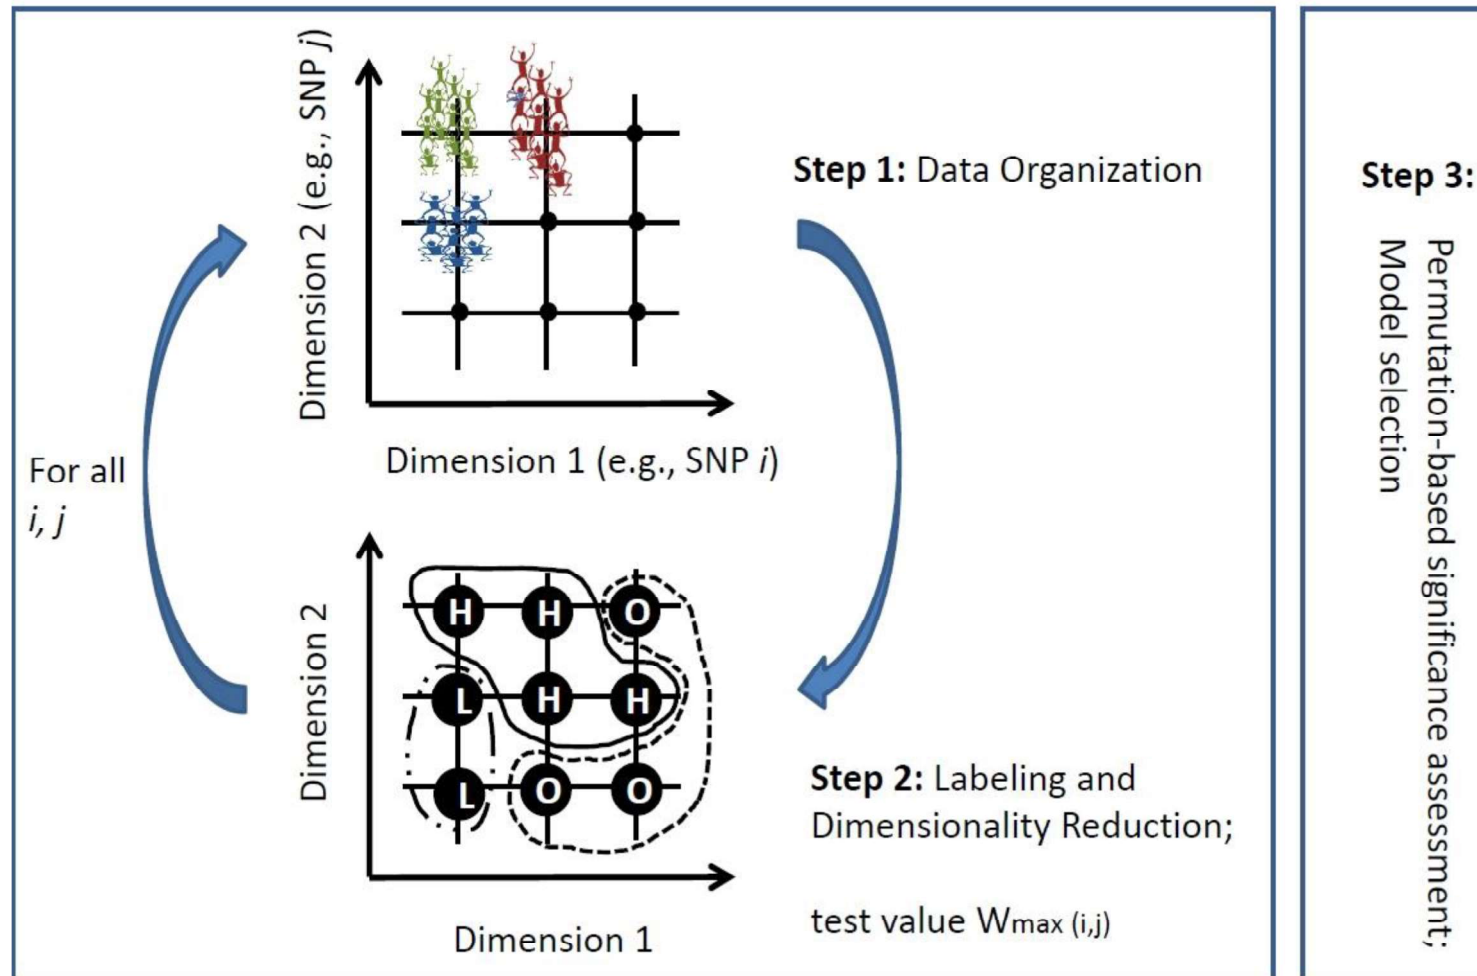 Dimension 2 (e.g., SNP j)
Dimension 1 (e.g., SNP i)
Step 1: Data Organization
For all
i, j
Dimension 2
H H O
L H H
L O O
Dimension 1
Step 2: Labeling and
Dimensionality Reduction;
test value Wmax (i,j)
Step 3:
Permutation-based significance assessment;
Model selection